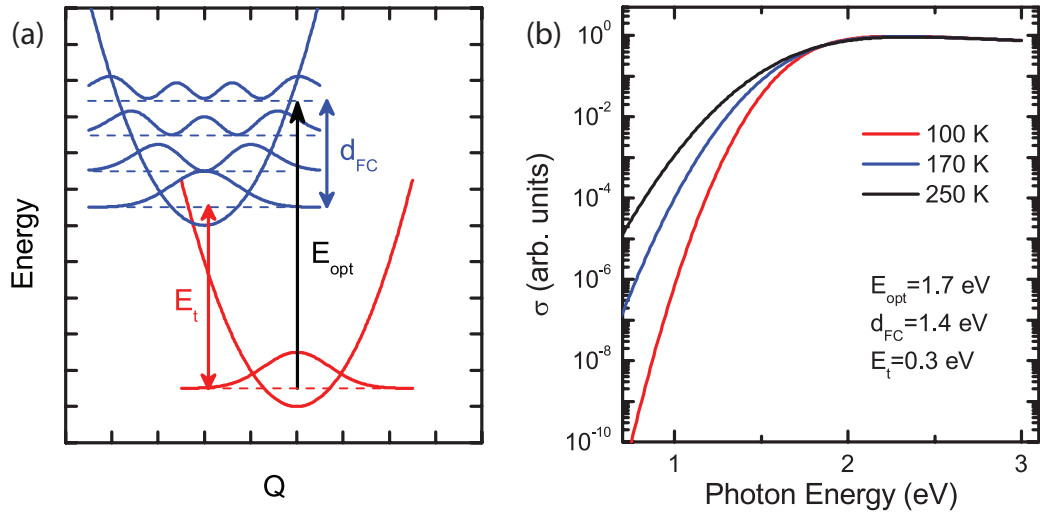 (a)
Energy
Q
E_t
E_opt
d_FC
(b)
σ (arb. units)
10^0
10^-2
10^-4
10^-6
10^-8
10^-10
100 K
170 K
250 K
E_opt=1.7 eV
d_FC=1.4 eV
E_t=0.3 eV
1
2
3
Photon Energy (eV)